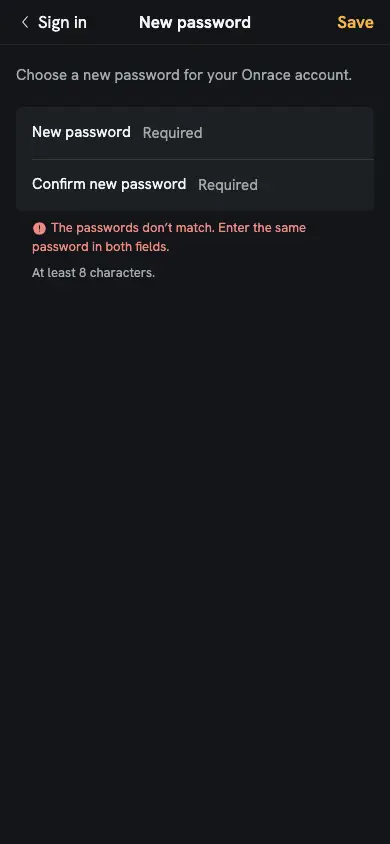 Sign in
New password
Save
Choose a new password for your Onrace account.
New password Required
Confirm new password Required
The passwords don’t match. Enter the same
password in both fields.
At least 8 characters.